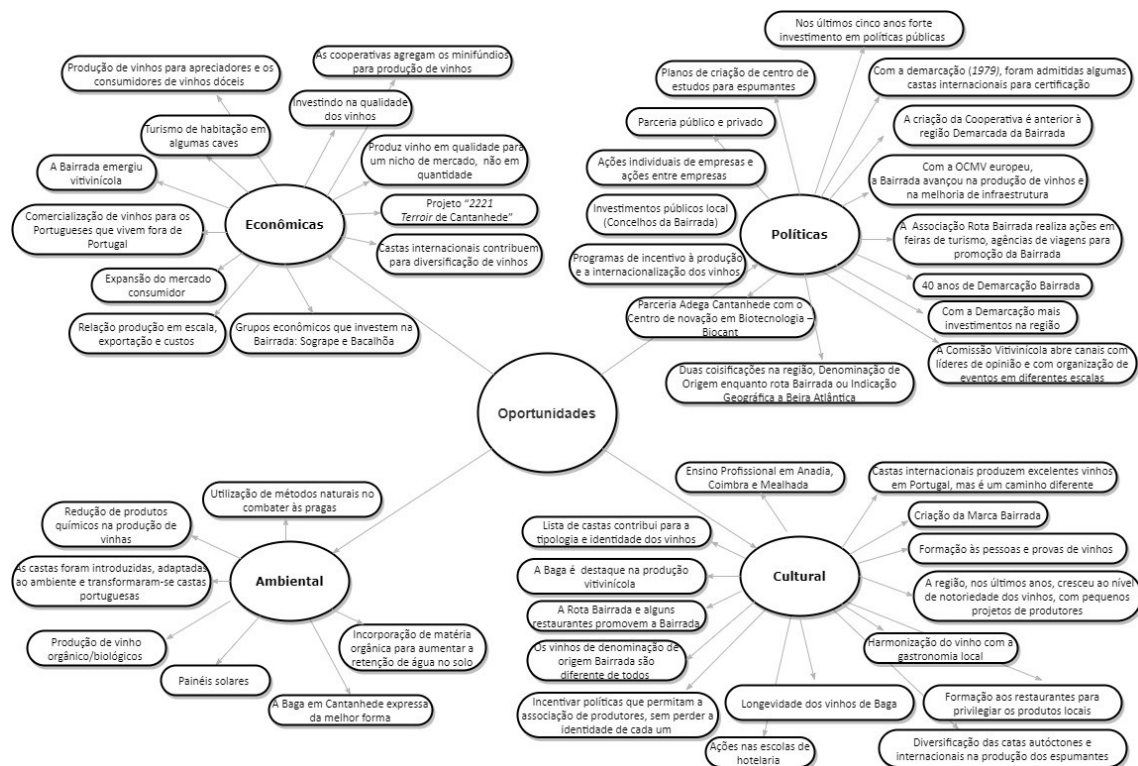 Oportunidades
Econômicas
As cooperativas agregam os minifúndios
para produção de vinhos
Produção de vinhos para apreciadores e os
consumidores de vinhos dóceis
Investindo na qualidade
dos vinhos
Turismo de habitação em
algumas caves
Produz vinho em qualidade para
um nicho de mercado, não em
quantidade
A Bairrada emergiu
vitivinícola
Projeto “2221
Terroir de Cantanhede”
Comercialização de vinhos para os
Portugueses que vivem fora de
Portugal
Castas internacionais contribuem
para diversificação de vinhos
Expansão do mercado
consumidor
Relação produção em escala,
exportação e custos
Grupos econômicos que investem na
Bairrada: Sogrape e Bacalhõa
Políticas
Nos últimos cinco anos forte
investimento em políticas públicas
Planos de criação de centro de
estudos para espumantes
Com a demarcação (1979), foram admitidas algumas
castas internacionais para certificação
Parceria público e privado
A criação da Cooperativa é anterior à
região Demarcada da Bairrada
Ações individuais de empresas e
ações entre empresas
Com a OCMV europeu,
a Bairrada avançou na produção de vinhos e
na melhoria de infraestrutura
Investimentos públicos local
(Concelhos da Bairrada)
A Associação Rota Bairrada realiza ações em
feiras de turismo, agências de viagens para
promoção da Bairrada
Programas de incentivo à produção
e a internacionalização dos vinhos
40 anos de Demarcação Bairrada
Parceria Adega Cantanhede com o
Centro de novação em Biotecnologia –
Biocant
Com a Demarcação mais
investimentos na região
A Comissão Vitivinícola abre canais com
líderes de opinião e com organização de
eventos em diferentes escalas
Duas coisificações na região, Denominação de
Origem enquanto rota Bairrada ou Indicação
Geográfica a Beira Atlântica
Ambiental
Utilização de métodos naturais no
combater às pragas
Redução de produtos
químicos na produção de
vinhas
As castas foram introduzidas, adaptadas
ao ambiente e transformaram-se castas
portuguesas
Produção de vinho
orgânico/biológicos
Incorporação de matéria
orgânica para aumentar a
retenção de água no solo
Painéis solares
A Baga em Cantanhede expressa
da melhor forma
Cultural
Ensino Profissional em Anadia,
Coimbra e Mealhada
Castas internacionais produzem excelentes vinhos
em Portugal, mas é um caminho diferente
Lista de castas contribui para a
tipologia e identidade dos vinhos
Criação da Marca Bairrada
Formação às pessoas e provas de vinhos
A Baga é destaque na produção
vitivinícola
A região, nos últimos anos, cresceu ao nível
de notoriedade dos vinhos, com pequenos
projetos de produtores
A Rota Bairrada e alguns
restaurantes promovem a Bairrada
Harmonização do vinho com a
gastronomia local
Os vinhos de denominação de
origem Bairrada são
diferente de todos
Incentivar políticas que permitam a
associação de produtores, sem perder a
identidade de cada um
Longevidade dos vinhos de Baga
Formação aos restaurantes para
privilegiar os produtos locais
Ações nas escolas de
hotelaria
Diversificação das catas autóctones e
internacionais na produção dos espumantes